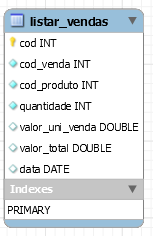 listar_vendas
cod INT
cod_venda INT
cod_produto INT
quantidade INT
valor_uni_venda DOUBLE
valor_total DOUBLE
data DATE
Indexes
PRIMARY